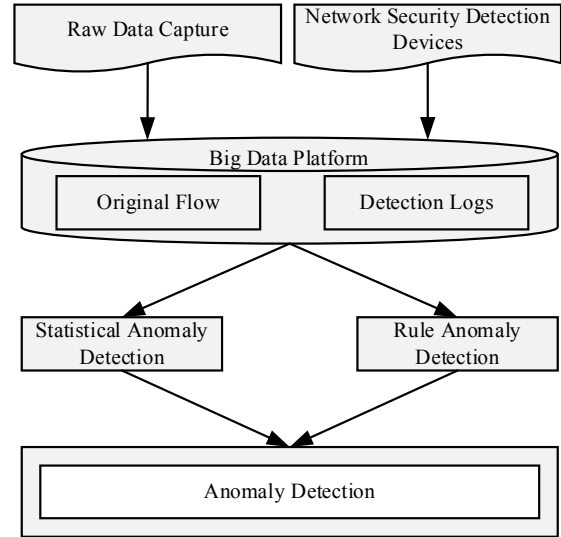 Raw Data Capture
Network Security Detection
Devices
Big Data Platform
Original Flow
Detection Logs
Statistical Anomaly
Detection
Rule Anomaly
Detection
Anomaly Detection